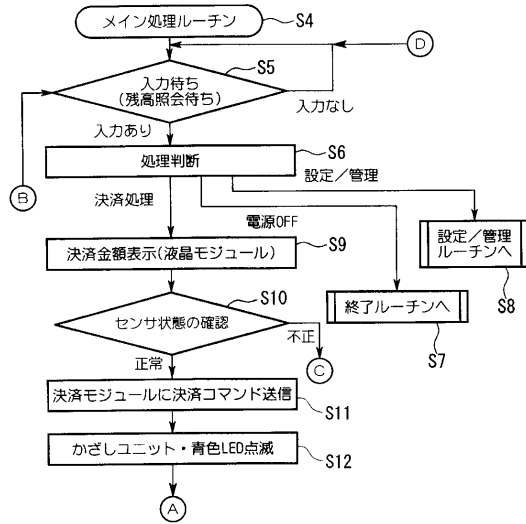 メイン処理ルーチン
S4
D
S5
入力待ち
(残高照会待ち)
入力なし
入力あり
B
S6
処理判断
設定／管理
決済処理
電源OFF
S9
決済金額表示(液晶モジュール)
設定／管理
ルーチンへ
S8
S10
センサ状態の確認
終了ルーチンへ
S7
不正
C
正常
決済モジュールに決済コマンド送信
S11
かざしユニット・青色LED点滅
S12
A